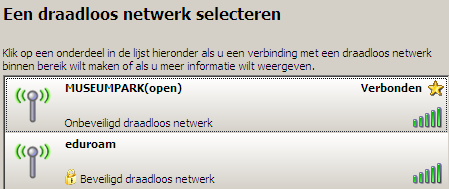 Een draadloos netwerk selecteren
Klik op een onderdeel in de lijst hieronder als u een verbinding met een draadloos netwerk
binnen bereik wilt maken of als u meer informatie wilt weergeven.
MUSEUMPARK(open) Verbonden
Onbeveiligd draadloos netwerk
eduroam
Beveiligd draadloos netwerk